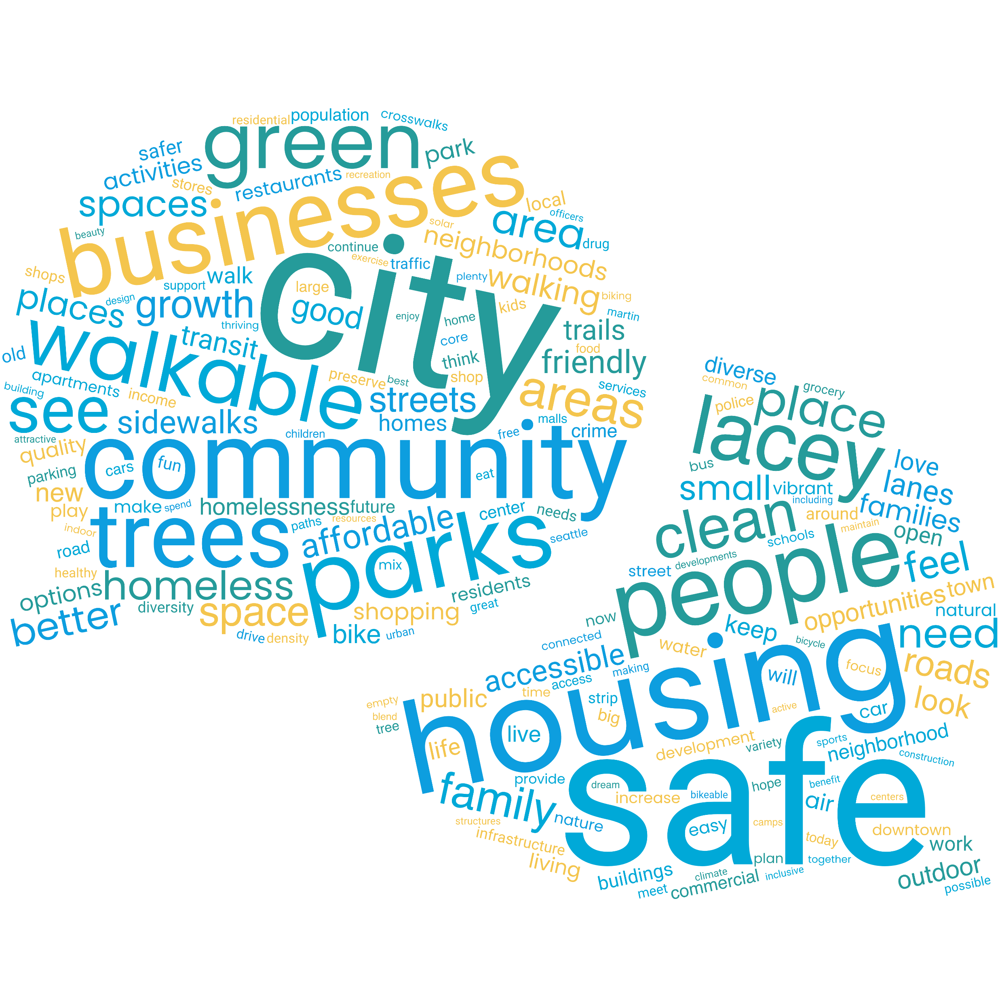 residential
population
crosswalks
green
safer
park
activities
stores
restaurants
recreation
businesses
spaces
local
officers
area
solar
neighborhoods
drug
beauty
continue
city
exercise
traffic
shops
walk
support
large
plenty
walking
biking
places
design
growth
good
kids
martin
enjoy
home
thriving
trails
walkable
transit
core
food
old
think
friendly
apartments
preserve
best
shop
building
income
streets
areas
services
see
sidewalks
homes
malls
children
free
crime
attractive
community
quality
cars
fun
eat
parking
new
play
make
spend
homelessness
future
center
needs
trees
paths
resources
affordable
parks
seattle
indoor
road
mix
healthy
homeless
options
residents
diversity
space
shopping
great
better
drive
density
bike
urban
diverse
common
place
grocery
police
lacey
bus
love
small
vibrant
lanes
including
clean
around
families
maintain
open
schools
people
developments
street
feel
town
opportunities
natural
now
keep
need
connected
water
bicycle
housing
accessible
making
access
will
focus
roads
public
time
strip
look
empty
blend
tree
big
active
car
live
life
development
variety
sports
neighborhood
construction
safe
family
provide
dream
increase
bikeable
hope
benefit
air
centers
structures
nature
easy
camps
today
downtown
infrastructure
work
living
plan
together
buildings
climate
commercial
inclusive
outdoor
meet
possible